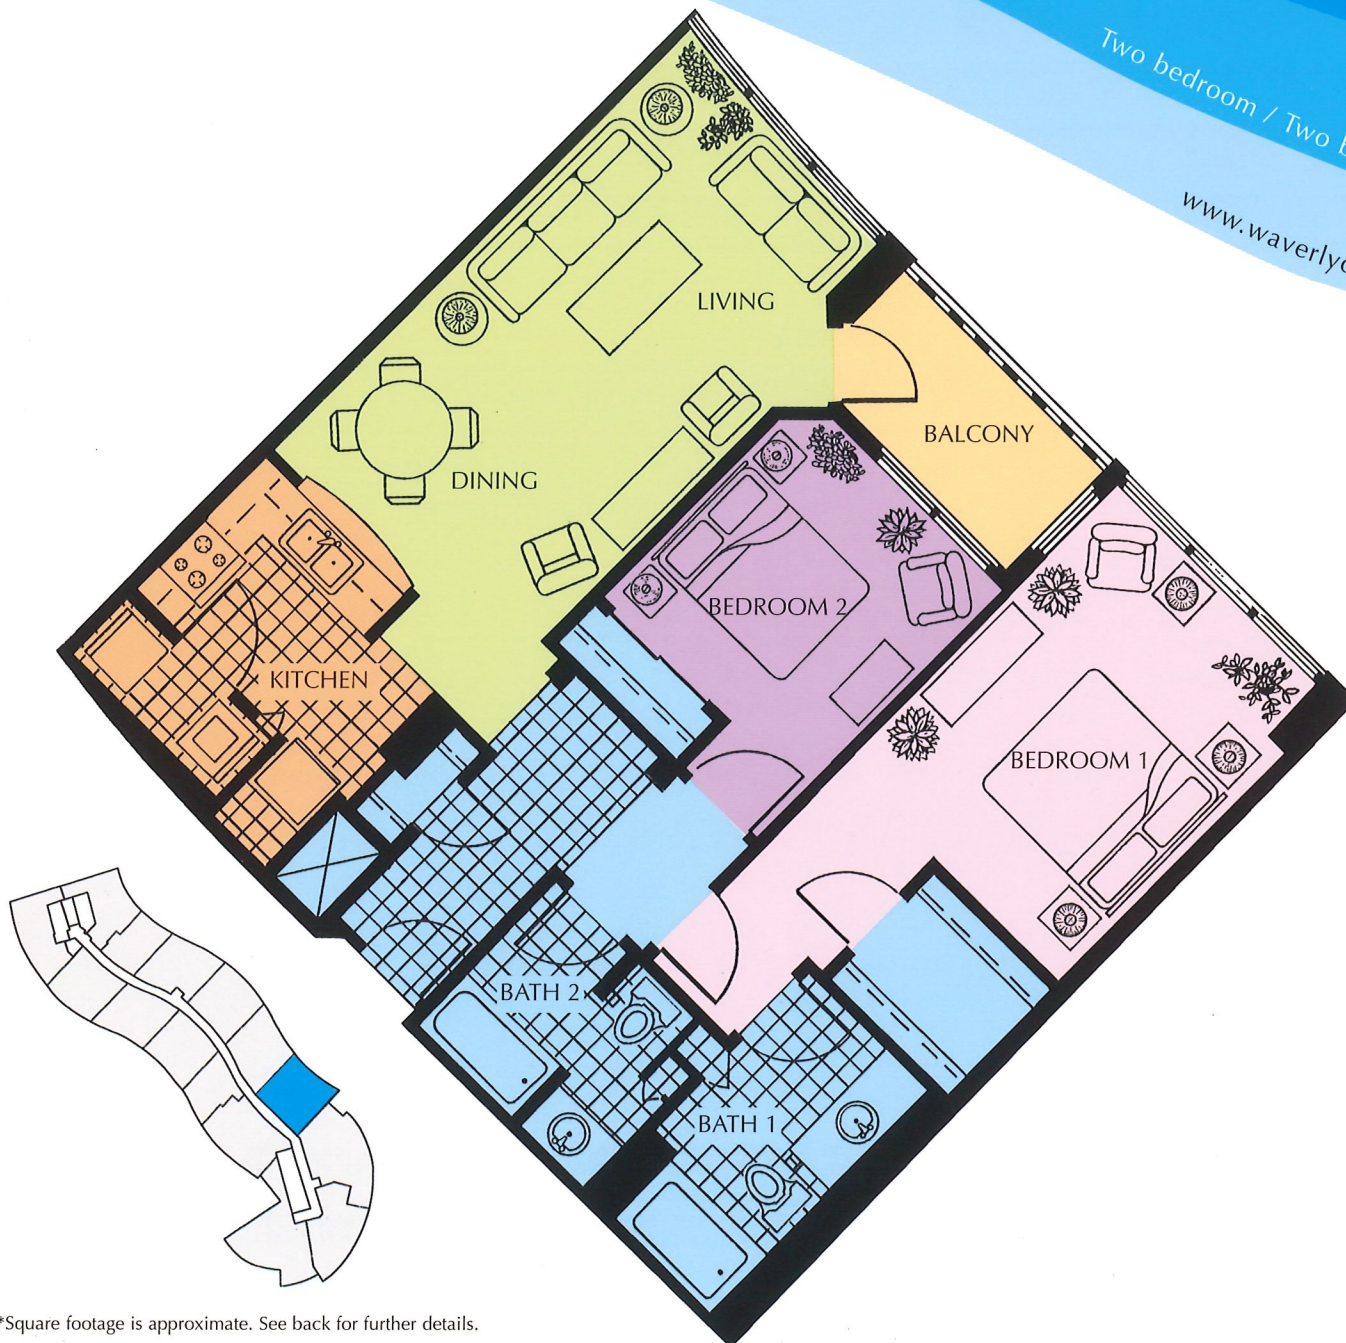 Two bedroom / Two
www.waverly
LIVING
BALCONY
DINING
BEDROOM 2
KITCHEN
BEDROOM 1
BATH 2
BATH 1
*Square footage is approximate. See back for further details.